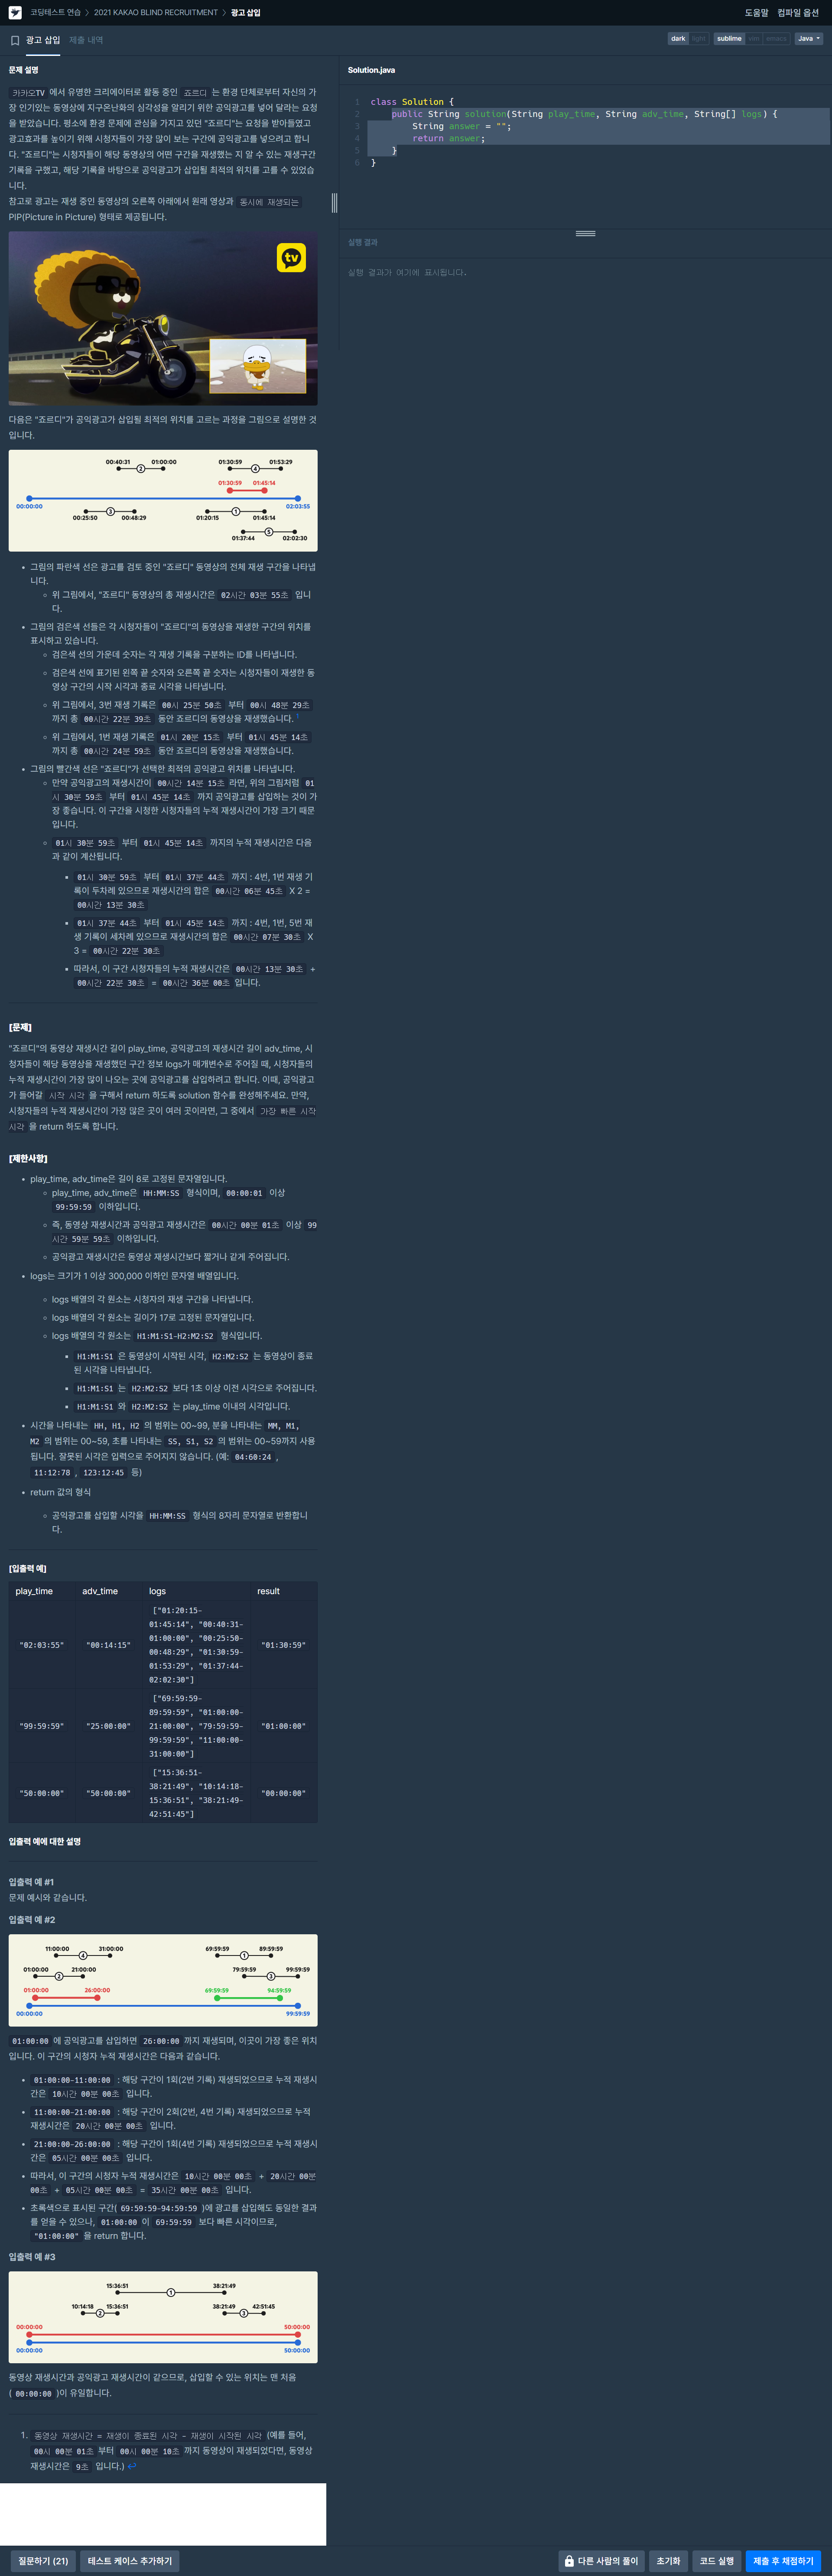 코딩테스트 연습 > 2021 KAKAO BLIND RECRUITMENT > 광고 삽입
도움말 컴파일 옵션
광고 삽입 제출 내역
dark light sublime vim emacs Java
문제 설명
카카오TV 에서 유명한 크리에이터로 활동 중인 죠르디 는 환경 단체로부터 자신의 가
장 인기있는 동영상에 지구온난화의 심각성을 알리기 위한 공익광고를 넣어 달라는 요청
을 받았습니다. 평소에 환경 문제에 관심을 가지고 있던 "죠르디"는 요청을 받아들였고
광고효과를 높이기 위해 시청자들이 가장 많이 보는 구간에 공익광고를 넣으려고 합니
다. "죠르디"는 시청자들이 해당 동영상의 어떤 구간을 재생했는 지 알 수 있는 재생구간
기록을 구했고, 해당 기록을 바탕으로 공익광고가 삽입될 최적의 위치를 고를 수 있었습
니다.
참고로 광고는 재생 중인 동영상의 오른쪽 아래에서 원래 영상과 동시에 재생되는
PIP(Picture in Picture) 형태로 제공됩니다.
tv
다음은 "죠르디"가 공익광고가 삽입될 최적의 위치를 고르는 과정을 그림으로 설명한 것
입니다.
00:40:31 2 01:00:00 01:30:59 4 01:53:29
01:30:59 01:45:14
00:00:00 02:03:55
00:25:50 3 00:48:29 01:20:15 1 01:45:14
01:37:44 5 02:02:30
• 그림의 파란색 선은 광고를 검토 중인 "죠르디" 동영상의 전체 재생 구간을 나타냅
니다.
◦ 위 그림에서, "죠르디" 동영상의 총 재생시간은 02시간 03분 55초 입니
다.
• 그림의 검은색 선들은 각 시청자들이 "죠르디"의 동영상을 재생한 구간의 위치를
표시하고 있습니다.
◦ 검은색 선의 가운데 숫자는 각 재생 기록을 구분하는 ID를 나타냅니다.
◦ 검은색 선에 표기된 왼쪽 끝 숫자와 오른쪽 끝 숫자는 시청자들이 재생한 동
영상 구간의 시작 시각과 종료 시각을 나타냅니다.
◦ 위 그림에서, 3번 재생 기록은 00시 25분 50초 부터 00시 48분 29초
까지 총 00시간 22분 39초 동안 죠르디의 동영상을 재생했습니다. 1
◦ 위 그림에서, 1번 재생 기록은 01시 20분 15초 부터 01시 45분 14초
까지 총 00시간 24분 59초 동안 죠르디의 동영상을 재생했습니다.
• 그림의 빨간색 선은 "죠르디"가 선택한 최적의 공익광고 위치를 나타냅니다.
◦ 만약 공익광고의 재생시간이 00시간 14분 15초 라면, 위의 그림처럼 01
시 30분 59초 부터 01시 45분 14초 까지 공익광고를 삽입하는 것이 가
장 좋습니다. 이 구간을 시청한 시청자들의 누적 재생시간이 가장 크기 때문
입니다.
◦ 01시 30분 59초 부터 01시 45분 14초 까지의 누적 재생시간은 다음
과 같이 계산됩니다.
▪ 01시 30분 59초 부터 01시 37분 44초 까지 : 4번, 1번 재생 기
록이 두차례 있으므로 재생시간의 합은 00시간 06분 45초 X 2 =
00시간 13분 30초
▪ 01시 37분 44초 부터 01시 45분 14초 까지 : 4번, 1번, 5번 재
생 기록이 세차례 있으므로 재생시간의 합은 00시간 07분 30초 X
3 = 00시간 22분 30초
▪ 따라서, 이 구간 시청자들의 누적 재생시간은 00시간 13분 30초 +
00시간 22분 30초 = 00시간 36분 00초 입니다.
[문제]
"죠르디"의 동영상 재생시간 길이 play_time, 공익광고의 재생시간 길이 adv_time, 시
청자들이 해당 동영상을 재생했던 구간 정보 logs가 매개변수로 주어질 때, 시청자들의
누적 재생시간이 가장 많이 나오는 곳에 공익광고를 삽입하려고 합니다. 이때, 공익광고
가 들어갈 시작 시각 을 구해서 return 하도록 solution 함수를 완성해주세요. 만약,
시청자들의 누적 재생시간이 가장 많은 곳이 여러 곳이라면, 그 중에서 가장 빠른 시작
시각 을 return 하도록 합니다.
[제한사항]
• play_time, adv_time은 길이 8로 고정된 문자열입니다.
◦ play_time, adv_time은 HH:MM:SS 형식이며, 00:00:01 이상
99:59:59 이하입니다.
◦ 즉, 동영상 재생시간과 공익광고 재생시간은 00시간 00분 01초 이상 99
시간 59분 59초 이하입니다.
◦ 공익광고 재생시간은 동영상 재생시간보다 짧거나 같게 주어집니다.
• logs는 크기가 1 이상 300,000 이하인 문자열 배열입니다.
◦ logs 배열의 각 원소는 시청자의 재생 구간을 나타냅니다.
◦ logs 배열의 각 원소는 길이가 17로 고정된 문자열입니다.
◦ logs 배열의 각 원소는 H1:M1:S1-H2:M2:S2 형식입니다.
▪ H1:M1:S1 은 동영상이 시작된 시각, H2:M2:S2 는 동영상이 종료
된 시각을 나타냅니다.
▪ H1:M1:S1 는 H2:M2:S2 보다 1초 이상 이전 시각으로 주어집니다.
▪ H1:M1:S1 와 H2:M2:S2 는 play_time 이내의 시각입니다.
• 시간을 나타내는 HH, H1, H2 의 범위는 00~99, 분을 나타내는 MM, M1,
M2 의 범위는 00~59, 초를 나타내는 SS, S1, S2 의 범위는 00~59까지 사용
됩니다. 잘못된 시각은 입력으로 주어지지 않습니다. (예: 04:60:24 ,
11:12:78 , 123:12:45 등)
• return 값의 형식
◦ 공익광고를 삽입할 시각을 HH:MM:SS 형식의 8자리 문자열로 반환합니
다.
[입출력 예]
play_time adv_time logs result
"02:03:55" "00:14:15" ["01:20:15-
01:45:14", "00:40:31-
01:00:00", "00:25:50-
00:48:29", "01:30:59-
01:53:29", "01:37:44-
02:02:30"] "01:30:59"
"99:59:59" "25:00:00" ["69:59:59-
89:59:59", "01:00:00-
21:00:00", "79:59:59-
99:59:59", "11:00:00-
31:00:00"] "01:00:00"
"50:00:00" "50:00:00" ["15:36:51-
38:21:49", "10:14:18-
15:36:51", "38:21:49-
42:51:45"] "00:00:00"
입출력 예에 대한 설명
입출력 예 #1
문제 예시와 같습니다.
입출력 예 #2
11:00:00 4 31:00:00 69:59:59 1 89:59:59
01:00:00 2 21:00:00 79:59:59 3 99:59:59
01:00:00 26:00:00 69:59:59 94:59:59
00:00:00 99:59:59
01:00:00 에 공익광고를 삽입하면 26:00:00 까지 재생되며, 이곳이 가장 좋은 위치
입니다. 이 구간의 시청자 누적 재생시간은 다음과 같습니다.
• 01:00:00-11:00:00 : 해당 구간이 1회(2번 기록) 재생되었으므로 누적 재생시
간은 10시간 00분 00초 입니다.
• 11:00:00-21:00:00 : 해당 구간이 2회(2번, 4번 기록) 재생되었으므로 누적
재생시간은 20시간 00분 00초 입니다.
• 21:00:00-26:00:00 : 해당 구간이 1회(4번 기록) 재생되었으므로 누적 재생시
간은 05시간 00분 00초 입니다.
• 따라서, 이 구간의 시청자 누적 재생시간은 10시간 00분 00초 + 20시간 00분
00초 + 05시간 00분 00초 = 35시간 00분 00초 입니다.
• 초록색으로 표시된 구간( 69:59:59-94:59:59 )에 광고를 삽입해도 동일한 결과
를 얻을 수 있으나, 01:00:00 이 69:59:59 보다 빠른 시각이므로,
"01:00:00" 을 return 합니다.
입출력 예 #3
15:36:51 1 38:21:49
10:14:18 2 15:36:51 38:21:49 3 42:51:45
00:00:00 50:00:00
00:00:00 50:00:00
동영상 재생시간과 공익광고 재생시간이 같으므로, 삽입할 수 있는 위치는 맨 처음
( 00:00:00 )이 유일합니다.
1. 동영상 재생시간 = 재생이 종료된 시각 - 재생이 시작된 시각 (예를 들어,
00시 00분 01초 부터 00시 00분 10초 까지 동영상이 재생되었다면, 동영상
재생시간은 9초 입니다.) ↩
Solution.java
1 class Solution {
2 public String solution(String play_time, String adv_time, String[] logs) {
3 String answer = "";
4 return answer;
5 }
6 }
실행 결과
실행 결과가 여기에 표시됩니다.
질문하기 (21) 테스트 케이스 추가하기 다른 사람의 풀이 초기화 코드 실행 제출 후 채점하기